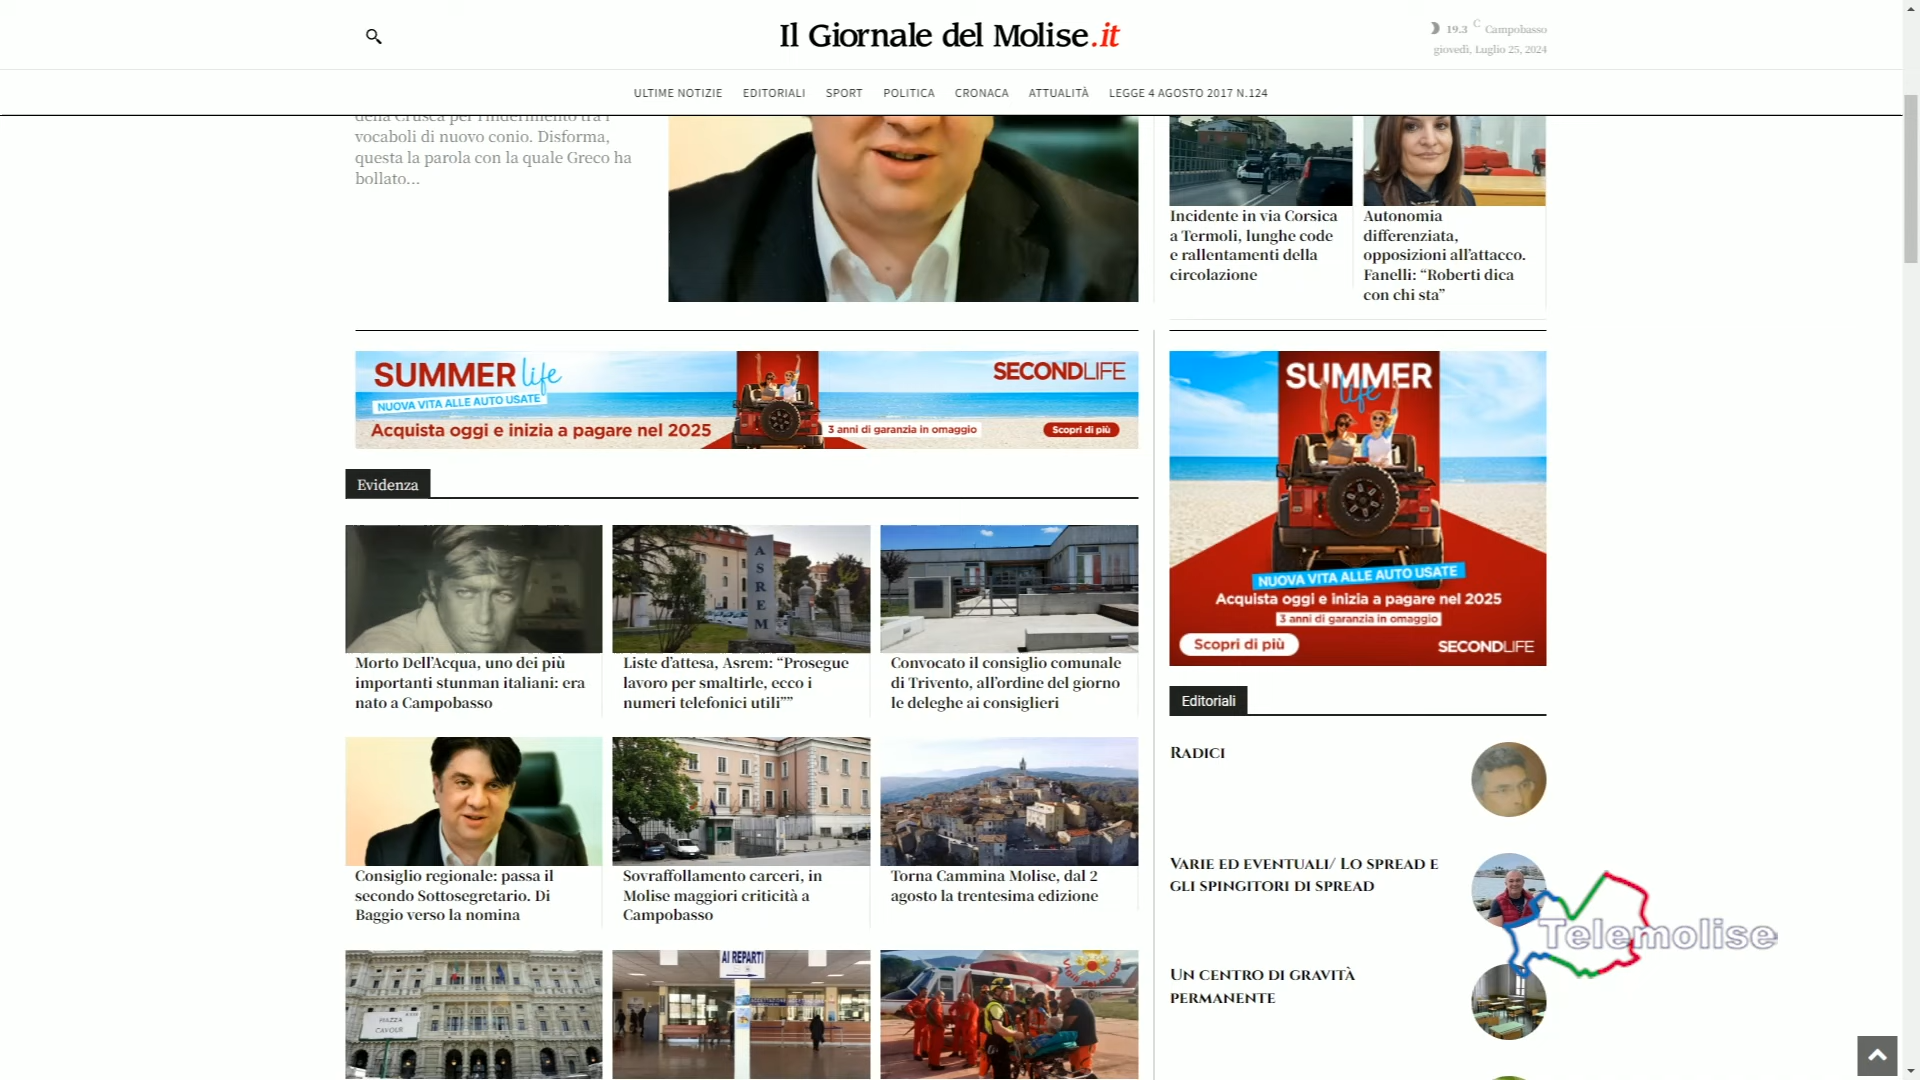 Il Giornale del Molise.it
19.3 C Campobasso
giovedì, Luglio 25, 2024
ULTIME NOTIZIE EDITORIALI SPORT POLITICA CRONACA ATTUALITÀ LEGGE 4 AGOSTO 2017 N.124
della Crusca per l'inserimento tra i
vocaboli di nuovo conio. Disforma,
questa la parola con la quale Greco ha
bollato...
Incidente in via Corsica
a Termoli, lunghe code
e rallentamenti della
circolazione
Autonomia
differenziata,
opposizioni all’attacco.
Fanelli: “Roberti dica
con chi sta”
SUMMER life
NUOVA VITA ALLE AUTO USATE
Acquista oggi e inizia a pagare nel 2025
3 anni di garanzia in omaggio
SECONDLIFE
Scopri di più
SUMMER
life
NUOVA VITA ALLE AUTO USATE
Acquista oggi e inizia a pagare nel 2025
3 anni di garanzia in omaggio
Scopri di più
SECONDLIFE
Evidenza
ASREM
Morto Dell’Acqua, uno dei più
importanti stunman italiani: era
nato a Campobasso
Liste d’attesa, Asrem: “Prosegue
lavoro per smaltirle, ecco i
numeri telefonici utili””
Convocato il consiglio comunale
di Trivento, all’ordine del giorno
le deleghe ai consiglieri
Consiglio regionale: passa il
secondo Sottosegretario. Di
Baggio verso la nomina
Sovraffollamento carceri, in
Molise maggiori criticità a
Campobasso
Torna Cammina Molise, dal 2
agosto la trentesima edizione
PIAZZA
CAVOUR
AI REPARTI
Editoriali
Radici
Varie ed eventuali/ Lo spread e
gli spingitori di spread
Un centro di gravità
permanente
Telemolise